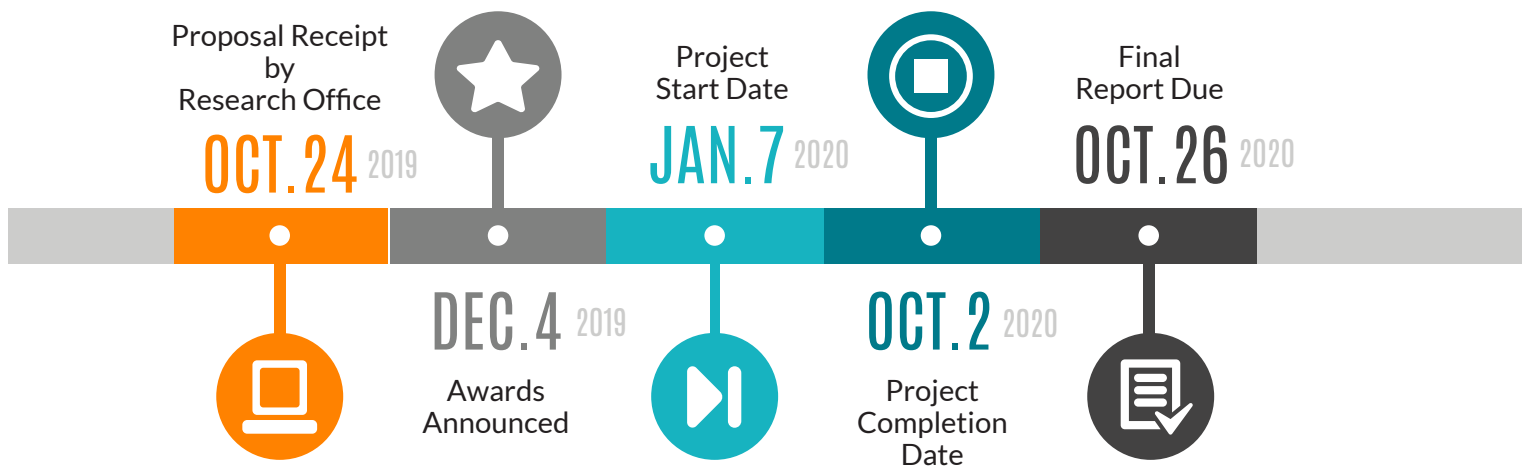 Proposal Receipt
by
Research Office
OCT. 24 2019
DEC. 4 2019
Awards
Announced
Project
Start Date
JAN. 7 2020
OCT. 2 2020
Project
Completion
Date
Final
Report Due
OCT. 26 2020